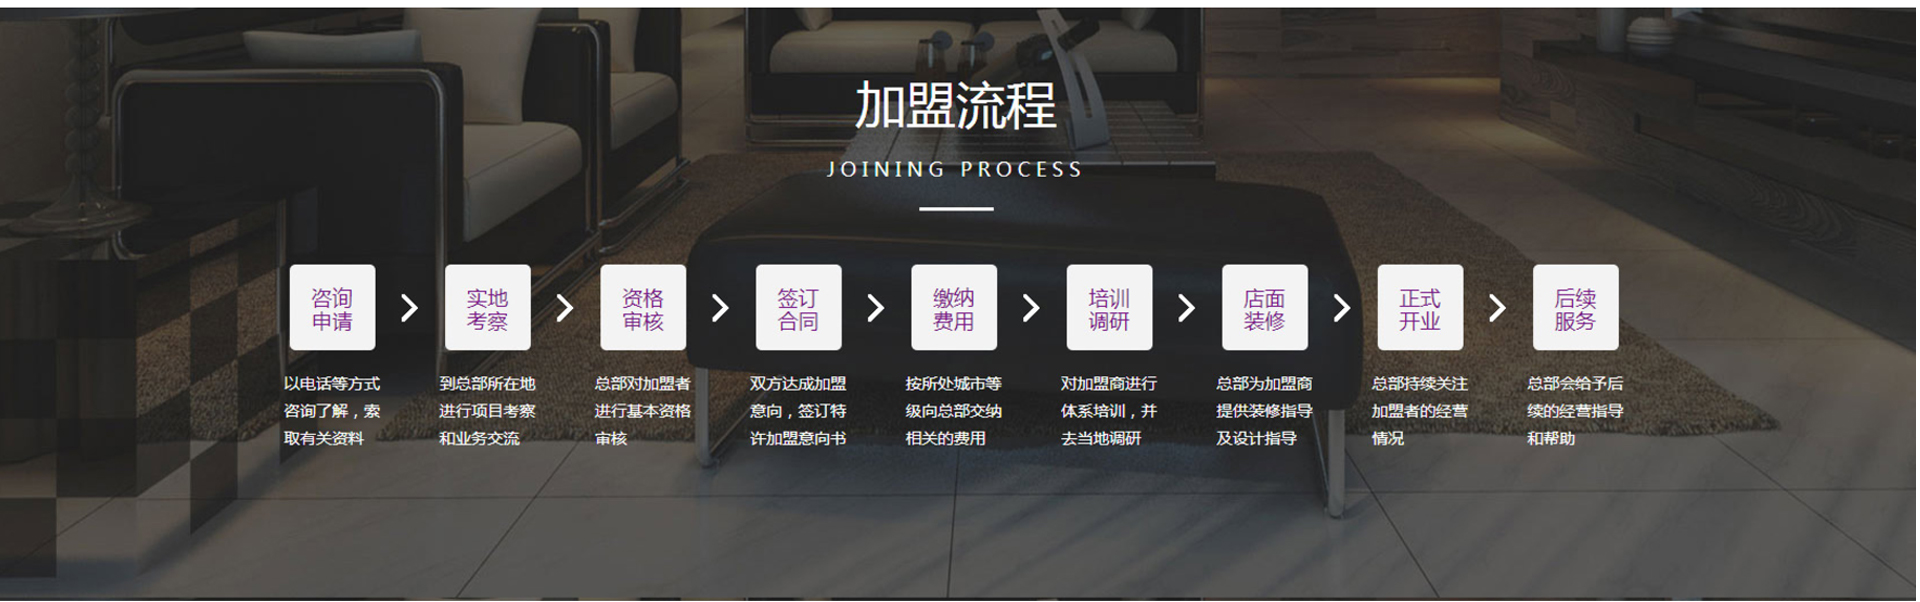 加盟流程
JOINING PROCESS
咨询
申请
实地
考察
资格
审核
签订
合同
缴纳
费用
培训
调研
店面
装修
正式
开业
后续
服务
以电话等方式
咨询了解，索
取有关资料
到总部所在地
进行项目考察
和业务交流
总部对加盟者
进行基本资格
审核
双方达成加盟
意向，签订特
许加盟意向书
按所处城市等
级向总部交纳
相关的费用
对加盟商进行
体系培训，并
去当地调研
总部为加盟商
提供装修指导
及设计指导
总部持续关注
加盟者的经营
情况
总部会给予后
续的经营指导
和帮助